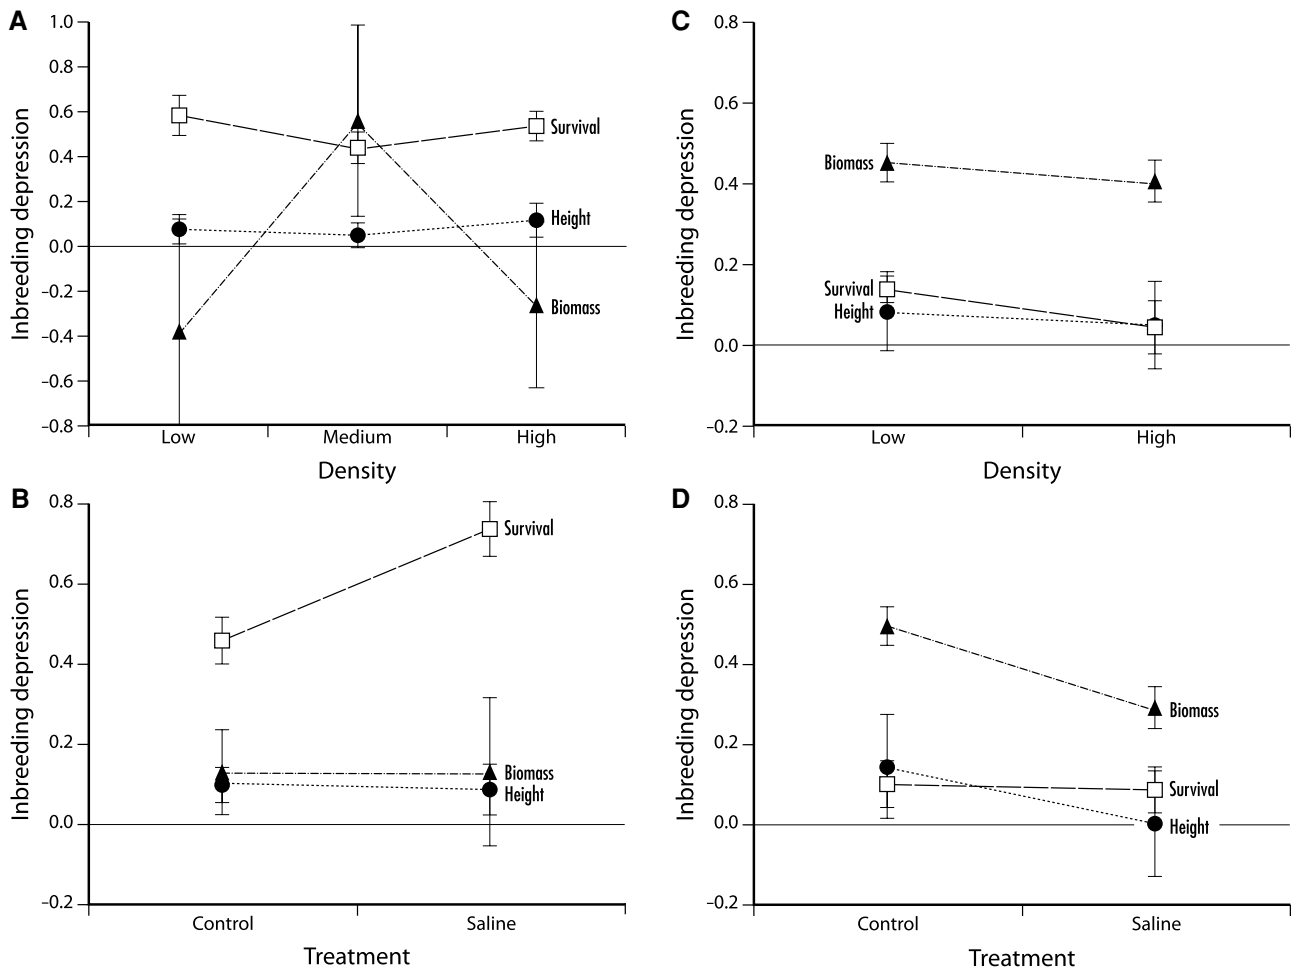 A
1.0
0.8
0.6
0.4
0.2
0.0
–0.2
–0.4
–0.6
–0.8
Inbreeding depression
Survival
Height
Biomass
Low Medium High
Density
C
0.8
0.6
0.4
0.2
0.0
–0.2
Inbreeding depression
Biomass
Survival
Height
Low High
Density
B
0.8
0.6
0.4
0.2
0.0
–0.2
Inbreeding depression
Survival
Biomass
Height
Control Saline
Treatment
D
0.8
0.6
0.4
0.2
0.0
–0.2
Inbreeding depression
Biomass
Survival
Height
Control Saline
Treatment